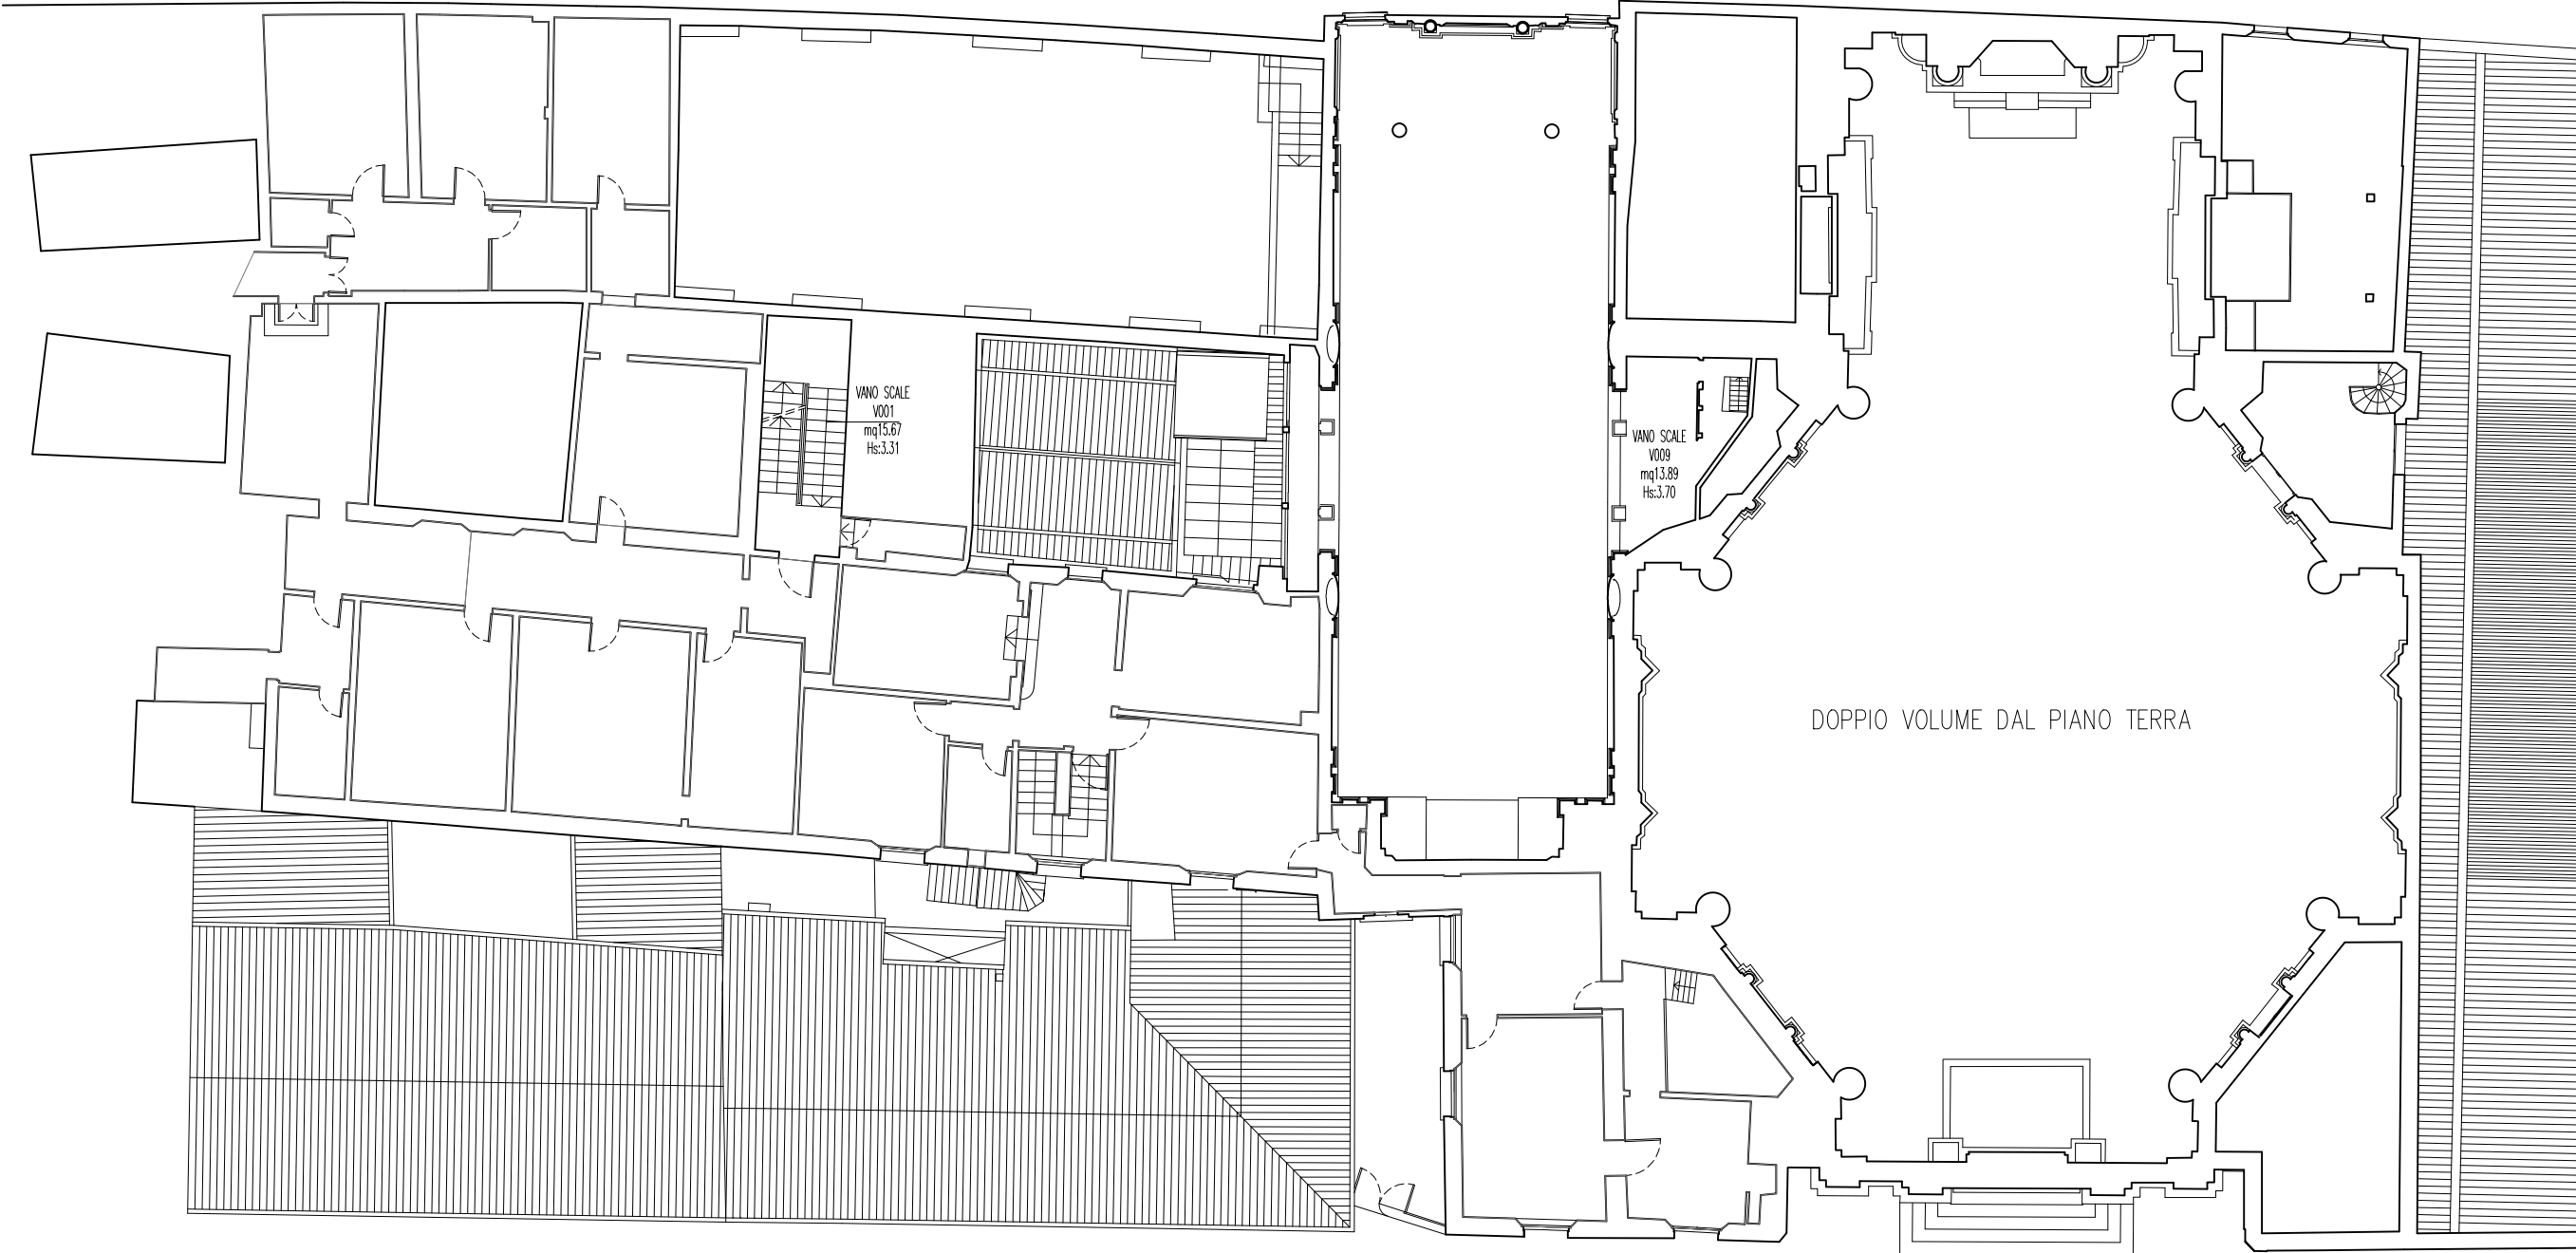 VANO SCALE
V001
mq15.67
Hs:3.31
VANO SCALE
V009
mq13.89
Hs:3.70
DOPPIO VOLUME DAL PIANO TERRA